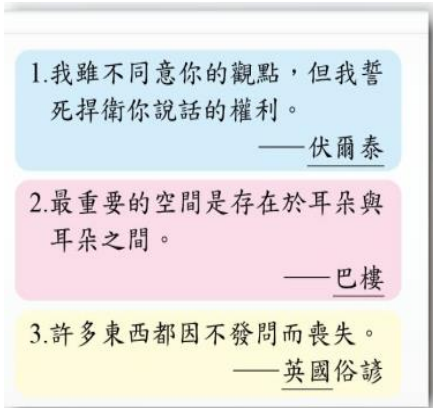 1.我雖不同意你的觀點，但我誓
死捍衛你說話的權利。
——伏爾泰
2.最重要的空間是存在於耳朵與
耳朵之間。
——巴樓
3.許多東西都因不發問而喪失。
——英國俗諺